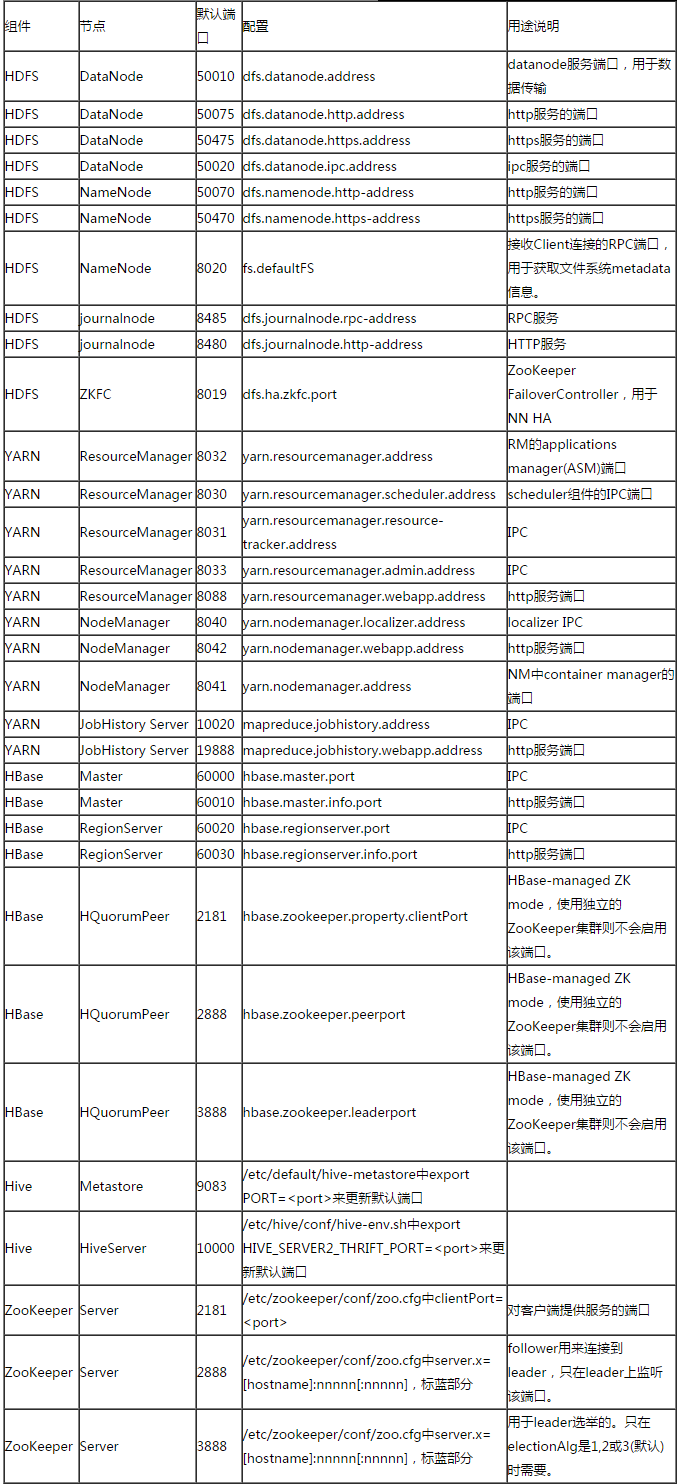 组件 节点 默认端口 配置 用途说明
HDFS DataNode 50010 dfs.datanode.address datanode服务端口，用于数据传输
HDFS DataNode 50075 dfs.datanode.http.address http服务的端口
HDFS DataNode 50475 dfs.datanode.https.address https服务的端口
HDFS DataNode 50020 dfs.datanode.ipc.address ipc服务的端口
HDFS NameNode 50070 dfs.namenode.http-address http服务的端口
HDFS NameNode 50470 dfs.namenode.https-address https服务的端口
HDFS NameNode 8020 fs.defaultFS 接收Client连接的RPC端口，用于获取文件系统metadata信息。
HDFS journalnode 8485 dfs.journalnode.rpc-address RPC服务
HDFS journalnode 8480 dfs.journalnode.http-address HTTP服务
HDFS ZKFC 8019 dfs.ha.zkfc.port ZooKeeper FailoverController，用于NN HA
YARN ResourceManager 8032 yarn.resourcemanager.address RM的applications manager(ASM)端口
YARN ResourceManager 8030 yarn.resourcemanager.scheduler.address scheduler组件的IPC端口
YARN ResourceManager 8031 yarn.resourcemanager.resource-tracker.address IPC
YARN ResourceManager 8033 yarn.resourcemanager.admin.address IPC
YARN ResourceManager 8088 yarn.resourcemanager.webapp.address http服务端口
YARN NodeManager 8040 yarn.nodemanager.localizer.address localizer IPC
YARN NodeManager 8042 yarn.nodemanager.webapp.address http服务端口
YARN NodeManager 8041 yarn.nodemanager.address NM中container manager的端口
YARN JobHistory Server 10020 mapreduce.jobhistory.address IPC
YARN JobHistory Server 19888 mapreduce.jobhistory.webapp.address http服务端口
HBase Master 60000 hbase.master.port IPC
HBase Master 60010 hbase.master.info.port http服务端口
HBase RegionServer 60020 hbase.regionserver.port IPC
HBase RegionServer 60030 hbase.regionserver.info.port http服务端口
HBase HQuorumPeer 2181 hbase.zookeeper.property.clientPort HBase-managed ZK mode，使用独立的ZooKeeper集群则不会启用该端口。
HBase HQuorumPeer 2888 hbase.zookeeper.peerport HBase-managed ZK mode，使用独立的ZooKeeper集群则不会启用该端口。
HBase HQuorumPeer 3888 hbase.zookeeper.leaderport HBase-managed ZK mode，使用独立的ZooKeeper集群则不会启用该端口。
Hive Metastore 9083 /etc/default/hive-metastore中export PORT=<port>来更新默认端口
Hive HiveServer 10000 /etc/hive/conf/hive-env.sh中export HIVE_SERVER2_THRIFT_PORT=<port>来更新默认端口
ZooKeeper Server 2181 /etc/zookeeper/conf/zoo.cfg中clientPort=<port> 对客户端提供服务的端口
ZooKeeper Server 2888 /etc/zookeeper/conf/zoo.cfg中server.x=[hostname]:nnnnn[:nnnnn]，标蓝部分 follower用来连接到leader，只在leader上监听该端口。
ZooKeeper Server 3888 /etc/zookeeper/conf/zoo.cfg中server.x=[hostname]:nnnnn[:nnnnn]，标蓝部分 用于leader选举的。只在electionAlg是1,2或3(默认)时需要。